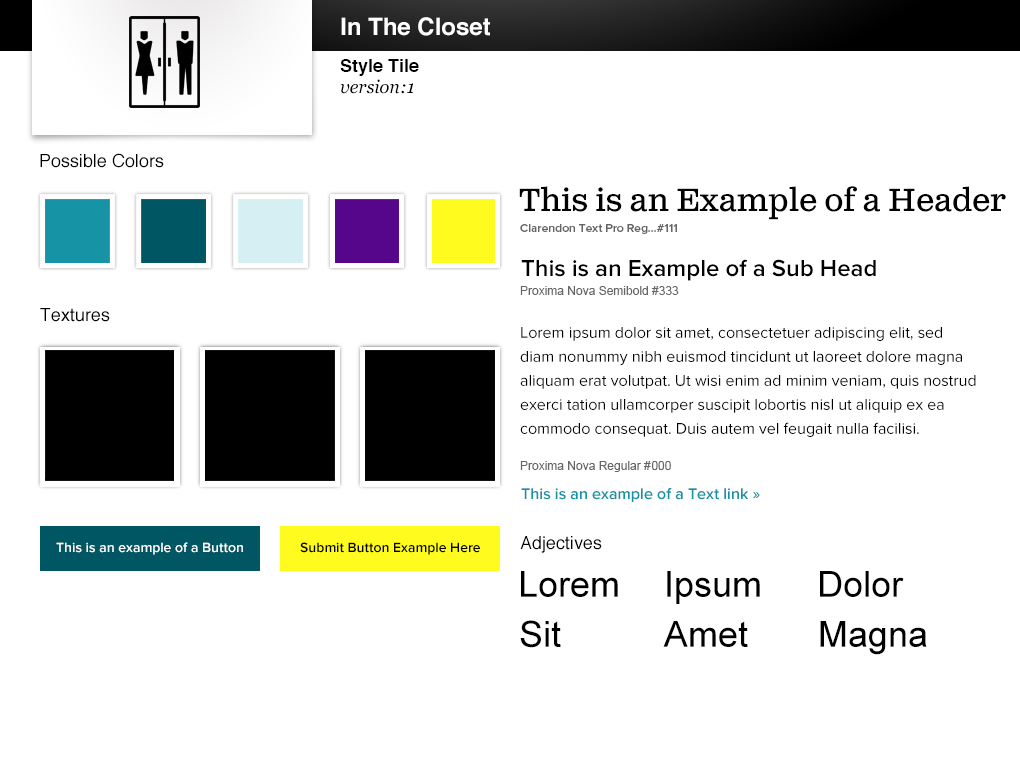 In The Closet
Style Tile
version:1
Possible Colors
Textures
This is an example of a Button
Submit Button Example Here
This is an Example of a Header
Clarendon Text Pro Reg...#111
This is an Example of a Sub Head
Proxima Nova Semibold #333
Lorem ipsum dolor sit amet, consectetuer adipiscing elit, sed
diam nonummy nibh euismod tincidunt ut laoreet dolore magna
aliquam erat volutpat. Ut wisi enim ad minim veniam, quis nostrud
exerci tation ullamcorper suscipit lobortis nisl ut aliquip ex ea
commodo consequat. Duis autem vel feugait nulla facilisi.
Proxima Nova Regular #000
This is an example of a Text link »
Adjectives
Lorem Ipsum Dolor
Sit Amet Magna